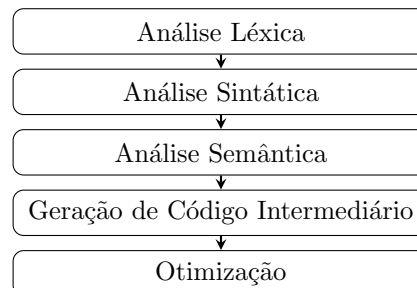 Análise Léxica
Análise Sintática
Análise Semântica
Geração de Código Intermediário
Otimização